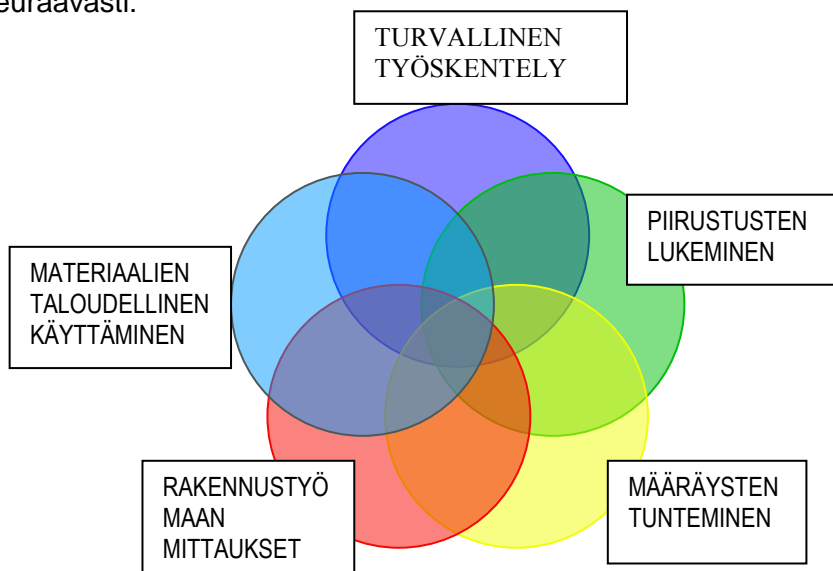 euraavasti:
TURVALLINEN
TYÖSKENTELY
PIIRUSTUSTEN
LUKEMINEN
MATERIAALIEN
TALOUDELLINEN
KÄYTTÄMINEN
RAKENNUSTYÖ
MAAN
MITTAUKSET
MÄÄRÄYSTEN
TUNTEMINEN